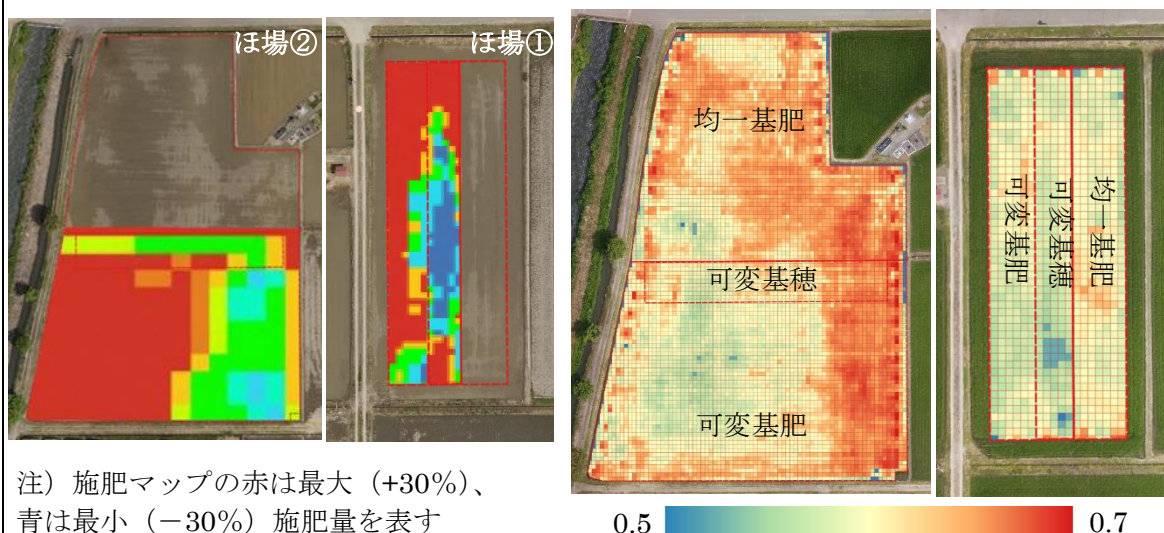 ほ場②
ほ場①
均一基肥
可変基穂
可変基肥
均一基肥
可変基穂
可変基肥
注）施肥マップの赤は最大（+30％）、
青は最小（－30％）施肥量を表す
0.5
0.7